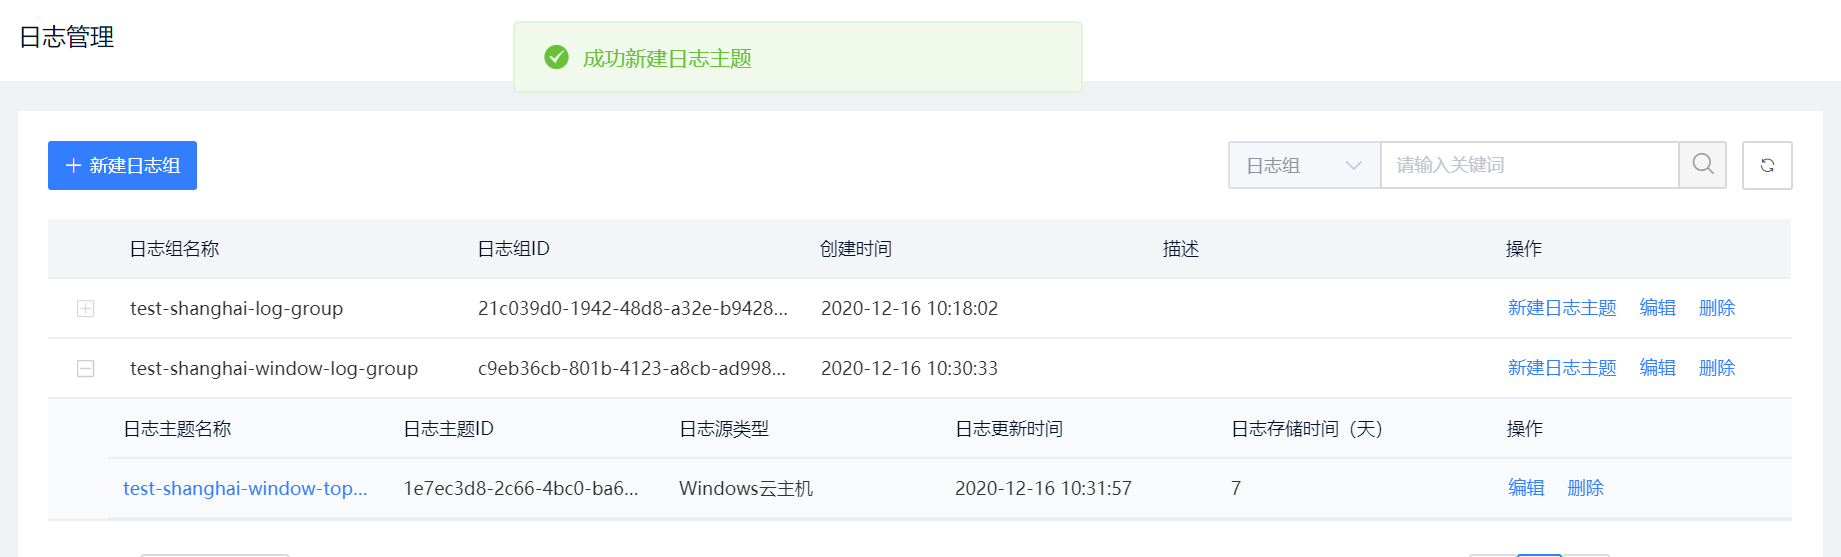 日志管理
成功新建日志主题
新建日志组
日志组 请输入关键词
日志组名称 日志组ID 创建时间 描述 操作
test-shanghai-log-group 21c039d0-1942-48d8-a32e-b9428... 2020-12-16 10:18:02 新建日志主题 编辑 删除
test-shanghai-window-log-group c9eb36cb-801b-4123-a8cb-ad998... 2020-12-16 10:30:33 新建日志主题 编辑 删除
日志主题名称 日志主题ID 日志源类型 日志更新时间 日志存储时间（天） 操作
test-shanghai-window-top... 1e7ec3d8-2c66-4bc0-ba6... Windows云主机 2020-12-16 10:31:57 7 编辑 删除